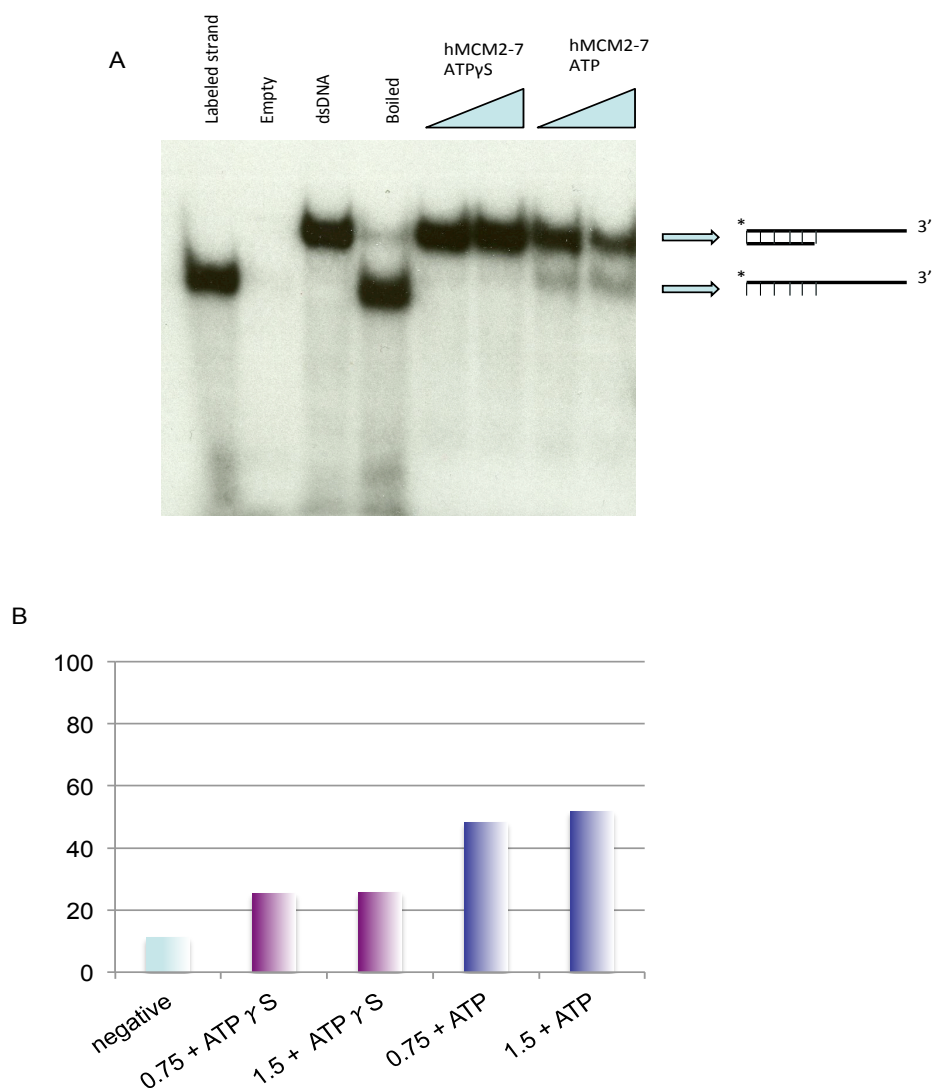 A
Labeled strand
Empty
dsDNA
Boiled
hMCM2-7
ATPγS
hMCM2-7
ATP
*
3’
*
3’
B
100
80
60
40
20
0
negative
0.75 + ATP γ S
1.5 + ATP γ S
0.75 + ATP
1.5 + ATP